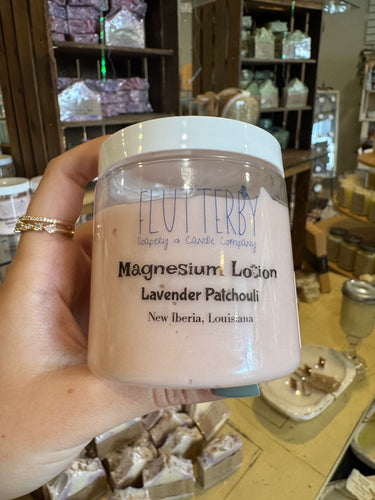 FLUTTERBY
Soapery & Candle Company
Magnesium Lotion
Lavender Patchouli
New Iberia, Louisiana